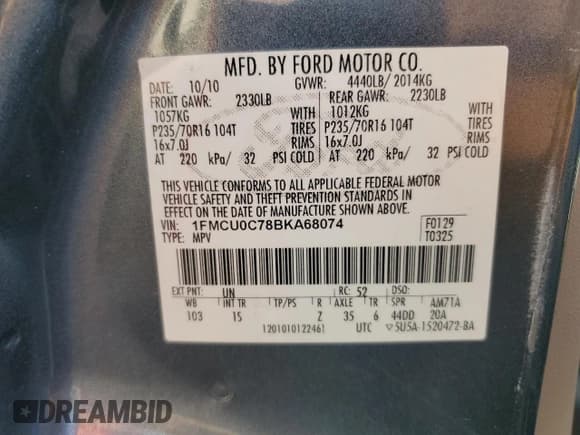 MFD. BY FORD MOTOR CO.
DATE: 10/10 GVWR: 4440LB/ 2014KG
FRONT GAWR: 2330LB REAR GAWR: 2230LB
1057KG WITH 1012KG WITH
P235/70R16 104T TIRES P235/70R16 104T TIRES
16x7.0J RIMS 16x7.0J RIMS
AT 220 kPa/ 32 PSI COLD AT 220 kPa/ 32 PSI COLD
THIS VEHICLE CONFORMS TO ALL APPLICABLE FEDERAL MOTOR
VEHICLE SAFETY AND THEFT PREVENTION STANDARDS IN
EFFECT ON THE DATE OF MANUFACTURE SHOWN ABOVE.
VIN: 1FMCU0C78BKA68074 F0129
TYPE: MPV T0325
EXT PNT: UN RC: 52 DSO:
WB INT TR TP/PS R AXLE TR SPR AM71A
103 15 Z 35 6 44DD 20A
1201010122461 UTC 5U5A-1520472-BA
DREAMBID